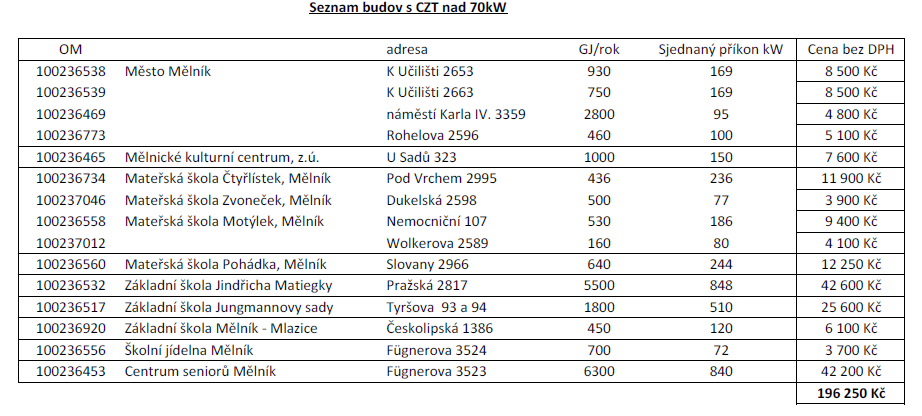 Seznam budov s CZT nad 70kW
OM adresa GJ/rok Sjednaný příkon kW Cena bez DPH
100236538 Město Mělník K Učilišti 2653 930 169 8 500 Kč
100236539 K Učilišti 2663 750 169 8 500 Kč
100236469 náměstí Karla IV. 3359 2800 95 4 800 Kč
100236773 Rohelova 2596 460 100 5 100 Kč
100236465 Mělnické kulturní centrum, z.ú. U Sadů 323 1000 150 7 600 Kč
100236734 Mateřská škola Čtyřlístek, Mělník Pod Vrchem 2995 436 236 11 900 Kč
100237046 Mateřská škola Zvoneček, Mělník Dukelská 2598 500 77 3 900 Kč
100236558 Mateřská škola Motýlek, Mělník Nemocniční 107 530 186 9 400 Kč
100237012 Wolkerova 2589 160 80 4 100 Kč
100236560 Mateřská škola Pohádka, Mělník Slovany 2966 640 244 12 250 Kč
100236532 Základní škola Jindřicha Matiegky Pražská 2817 5500 848 42 600 Kč
100236517 Základní škola Jungmannovy sady Tyršova 93 a 94 1800 510 25 600 Kč
100236920 Základní škola Mělník - Mlazice Českolipská 1386 450 120 6 100 Kč
100236556 Školní jídelna Mělník Fügnerova 3524 700 72 3 700 Kč
100236453 Centrum seniorů Mělník Fügnerova 3523 6300 840 42 200 Kč
196 250 Kč